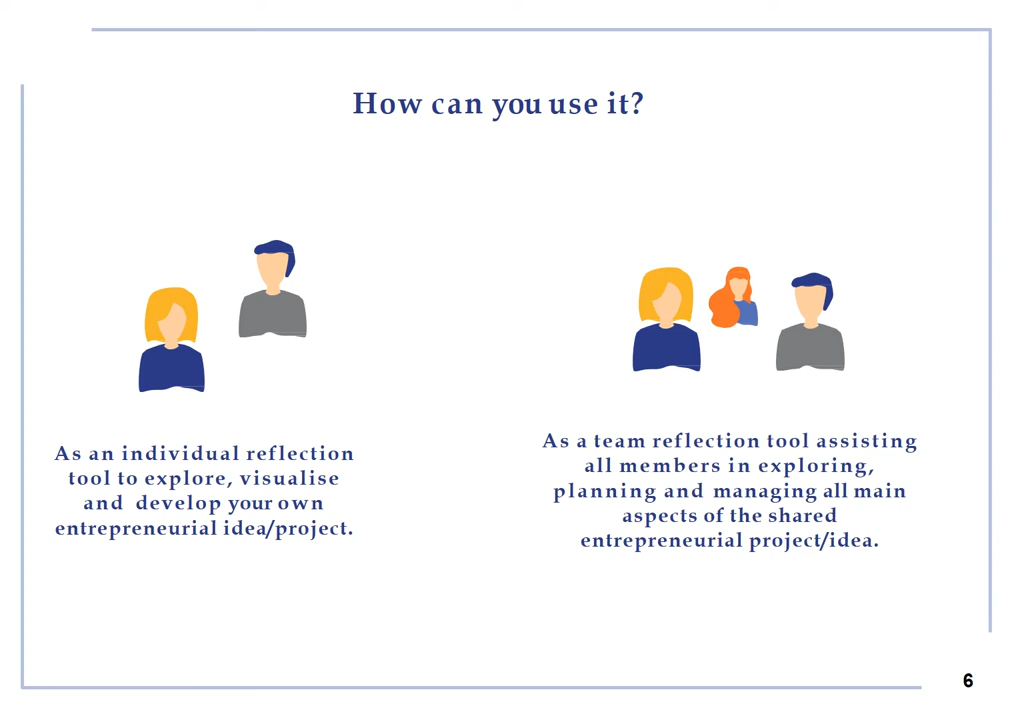 How can you use it?
As an individual reflection
tool to explore, visualise
and develop your own
entrepreneurial idea/project.
As a team reflection tool assisting
all members in exploring,
planning and managing all main
aspects of the shared
entrepreneurial project/idea.
6